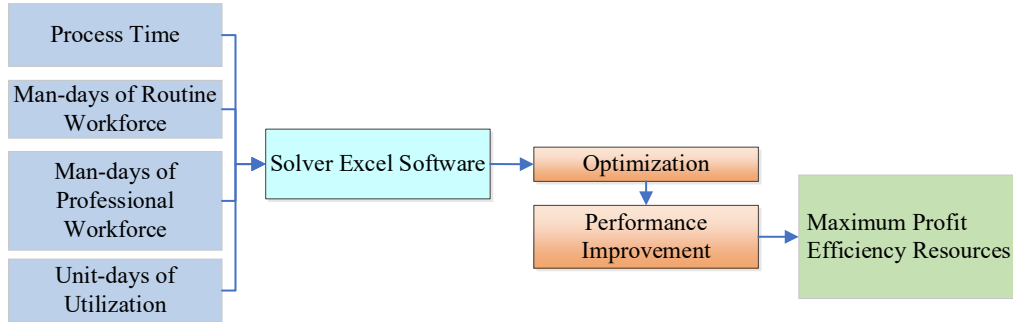 Process Time
Man-days of Routine
Workforce
Man-days of
Professional
Workforce
Unit-days of
Utilization
Solver Excel Software
Optimization
Performance
Improvement
Maximum Profit
Efficiency Resources